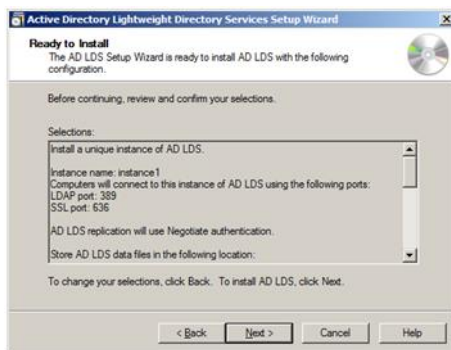 Active Directory Lightweight Directory Services Setup Wizard
Ready to Install
The AD LDS Setup Wizard is ready to install AD LDS with the following
configuration.
Before continuing, review and confirm your selections.
Selections:
Install a unique instance of AD LDS.
Instance name: instance1
Computers will connect to this instance of AD LDS using the following ports:
LDAP port: 389
SSL port: 636
AD LDS replication will use Negotiate authentication.
Store AD LDS data files in the following location:
To change your selections, click Back. To install AD LDS, click Next.
< Back Next > Cancel Help